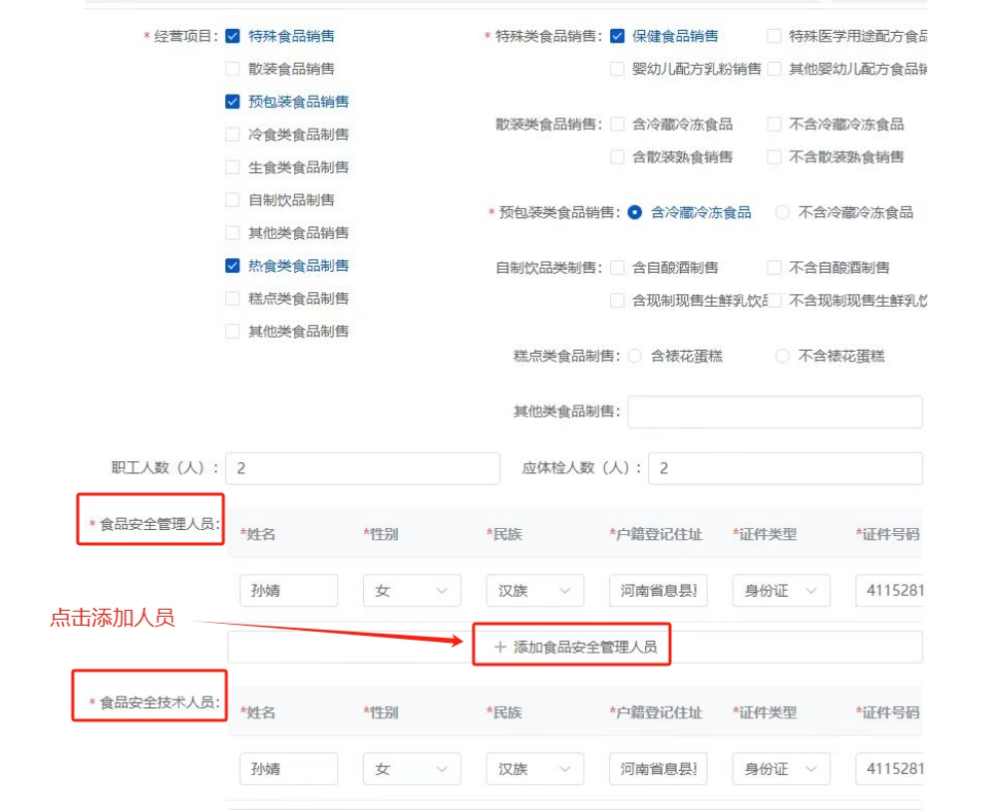 * 经营项目： 特殊食品销售
散装食品销售
预包装食品销售
冷食类食品制售
生食类食品制售
自制饮品制售
其他类食品销售
热食类食品制售
糕点类食品制售
其他类食品制售
* 特殊类食品销售： 保健食品销售 特殊医学用途配方食品
婴幼儿配方乳粉销售 其他婴幼儿配方食品销
散装类食品销售： 含冷藏冷冻食品 不含冷藏冷冻食品
含散装熟食销售 不含散装熟食销售
* 预包装类食品销售： 含冷藏冷冻食品 不含冷藏冷冻食品
自制饮品类制售： 含自酿酒制售 不含自酿酒制售
含现制现售生鲜乳饮品 不含现制现售生鲜乳饮
糕点类食品制售： 含裱花蛋糕 不含裱花蛋糕
其他类食品制售：
职工人数（人）： 2 应体检人数（人）： 2
* 食品安全管理人员:
*姓名 *性别 *民族 *户籍登记住址 *证件类型 *证件号码
孙婧 女 汉族 河南省息县 身份证 4115281
点击添加人员
+ 添加食品安全管理人员
* 食品安全技术人员:
*姓名 *性别 *民族 *户籍登记住址 *证件类型 *证件号码
孙婧 女 汉族 河南省息县 身份证 4115281